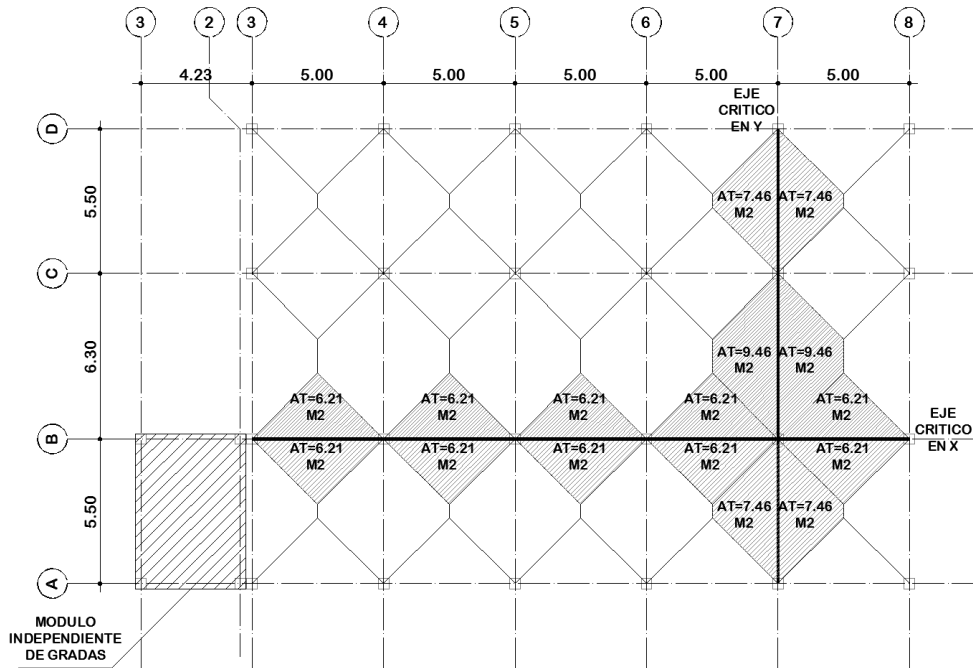 3 2 3 4 5 6 7 8
4.23 5.00 5.00 5.00 5.00 5.00
EJE
CRITICO
EN Y
D
5.50
AT=7.46 AT=7.46
M2 M2
C
6.30
AT=9.46 AT=9.46
M2 M2
AT=6.21 AT=6.21 AT=6.21 AT=6.21 AT=6.21
M2 M2 M2 M2 M2
B
EJE
CRITICO
EN X
AT=6.21 AT=6.21 AT=6.21 AT=6.21 AT=6.21
M2 M2 M2 M2 M2
5.50
AT=7.46 AT=7.46
M2 M2
A
MODULO
INDEPENDIENTE
DE GRADAS